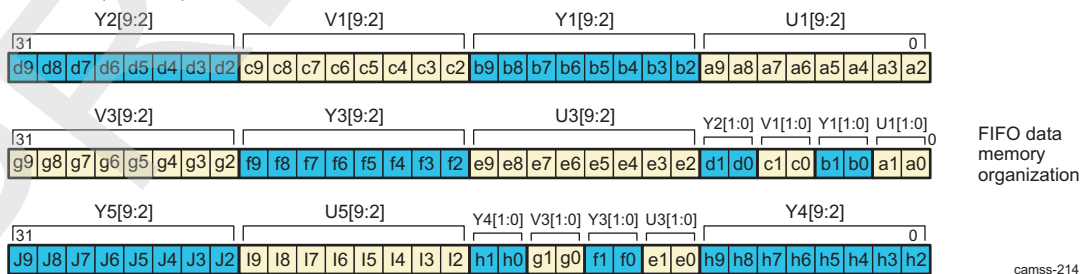 Y2[9:2] V1[9:2] Y1[9:2] U1[9:2]
31 0
d9 d8 d7 d6 d5 d4 d3 d2 c9 c8 c7 c6 c5 c4 c3 c2 b9 b8 b7 b6 b5 b4 b3 b2 a9 a8 a7 a6 a5 a4 a3 a2
V3[9:2] Y3[9:2] U3[9:2] Y2[1:0] V1[1:0] Y1[1:0] U1[1:0]
31 0
g9 g8 g7 g6 g5 g4 g3 g2 f9 f8 f7 f6 f5 f4 f3 f2 e9 e8 e7 e6 e5 e4 e3 e2 d1 d0 c1 c0 b1 b0 a1 a0
FIFO data
memory
organization
Y5[9:2] U5[9:2] Y4[1:0] V3[1:0] Y3[1:0] U3[1:0] Y4[9:2]
31 0
J9 J8 J7 J6 J5 J4 J3 J2 I9 I8 I7 I6 I5 I4 I3 I2 h1 h0 g1 g0 f1 f0 e1 e0 h9 h8 h7 h6 h5 h4 h3 h2
camss-214